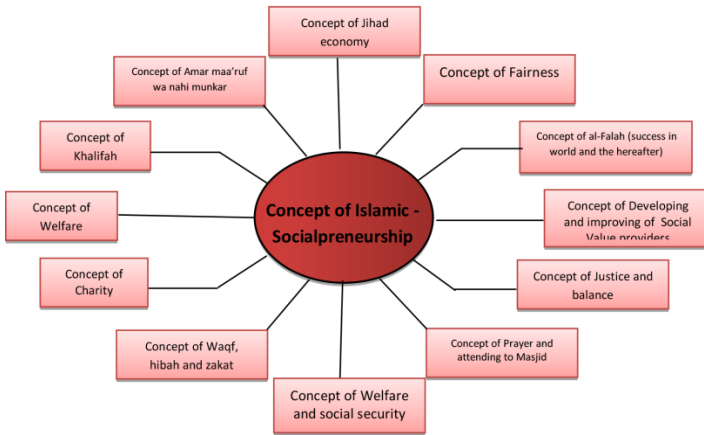 Concept of Jihad
economy
Concept of Fairness
Concept of al-Falah (success in
world and the hereafter)
Concept of Developing
and improving of Social
Value providers
Concept of Justice and
balance
Concept of Prayer and
attending to Masjid
Concept of Welfare
and social security
Concept of Waqf,
hibah and zakat
Concept of
Charity
Concept of
Welfare
Concept of
Khalifah
Concept of Amar maa'ruf
wa nahi munkar
Concept of Islamic -
Socialpreneurship